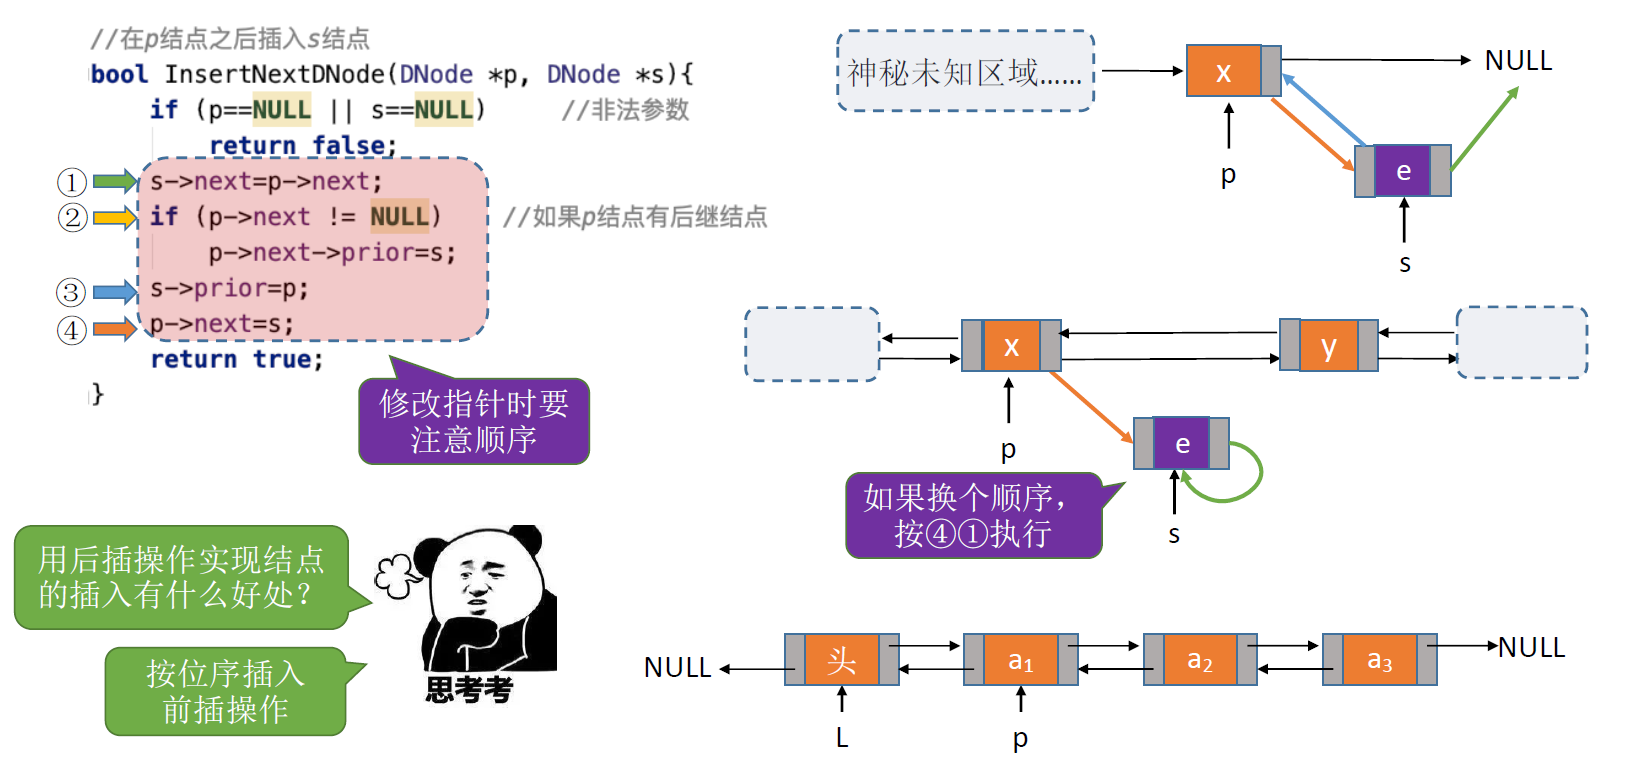 //在p结点之后插入s结点
bool InsertNextDNode(DNode *p, DNode *s){
if (p==NULL || s==NULL) //非法参数
return false;
① s->next=p->next;
② if (p->next != NULL) //如果p结点有后继结点
p->next->prior=s;
③ s->prior=p;
④ p->next=s;
return true;
}
修改指针时要
注意顺序
用后插操作实现结点
的插入有什么好处？
按位序插入
前插操作
思考考
神秘未知区域……
x
NULL
p
e
s
x
y
p
e
如果换个顺序，
按④①执行
s
NULL
头
a₁
a₂
a₃
NULL
L
p